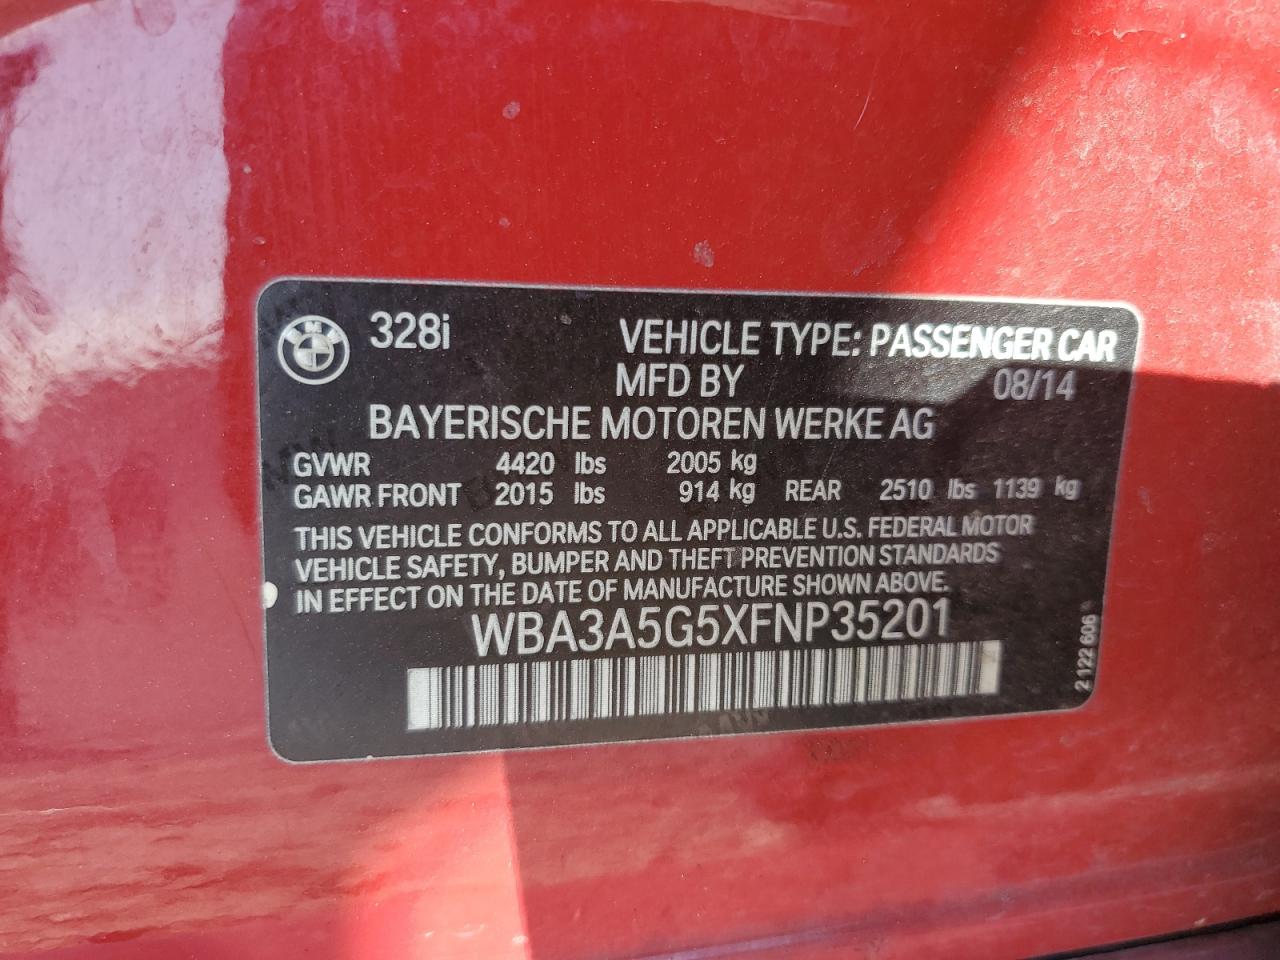 328i VEHICLE TYPE: PASSENGER CAR
MFD BY 08/14
BAYERISCHE MOTOREN WERKE AG
GVWR 4420 lbs 2005 kg
GAWR FRONT 2015 lbs 914 kg REAR 2510 lbs 1139 kg
THIS VEHICLE CONFORMS TO ALL APPLICABLE U.S. FEDERAL MOTOR
VEHICLE SAFETY, BUMPER AND THEFT PREVENTION STANDARDS
IN EFFECT ON THE DATE OF MANUFACTURE SHOWN ABOVE.
WBA3A5G5XFNP35201
2 122 606
BMW